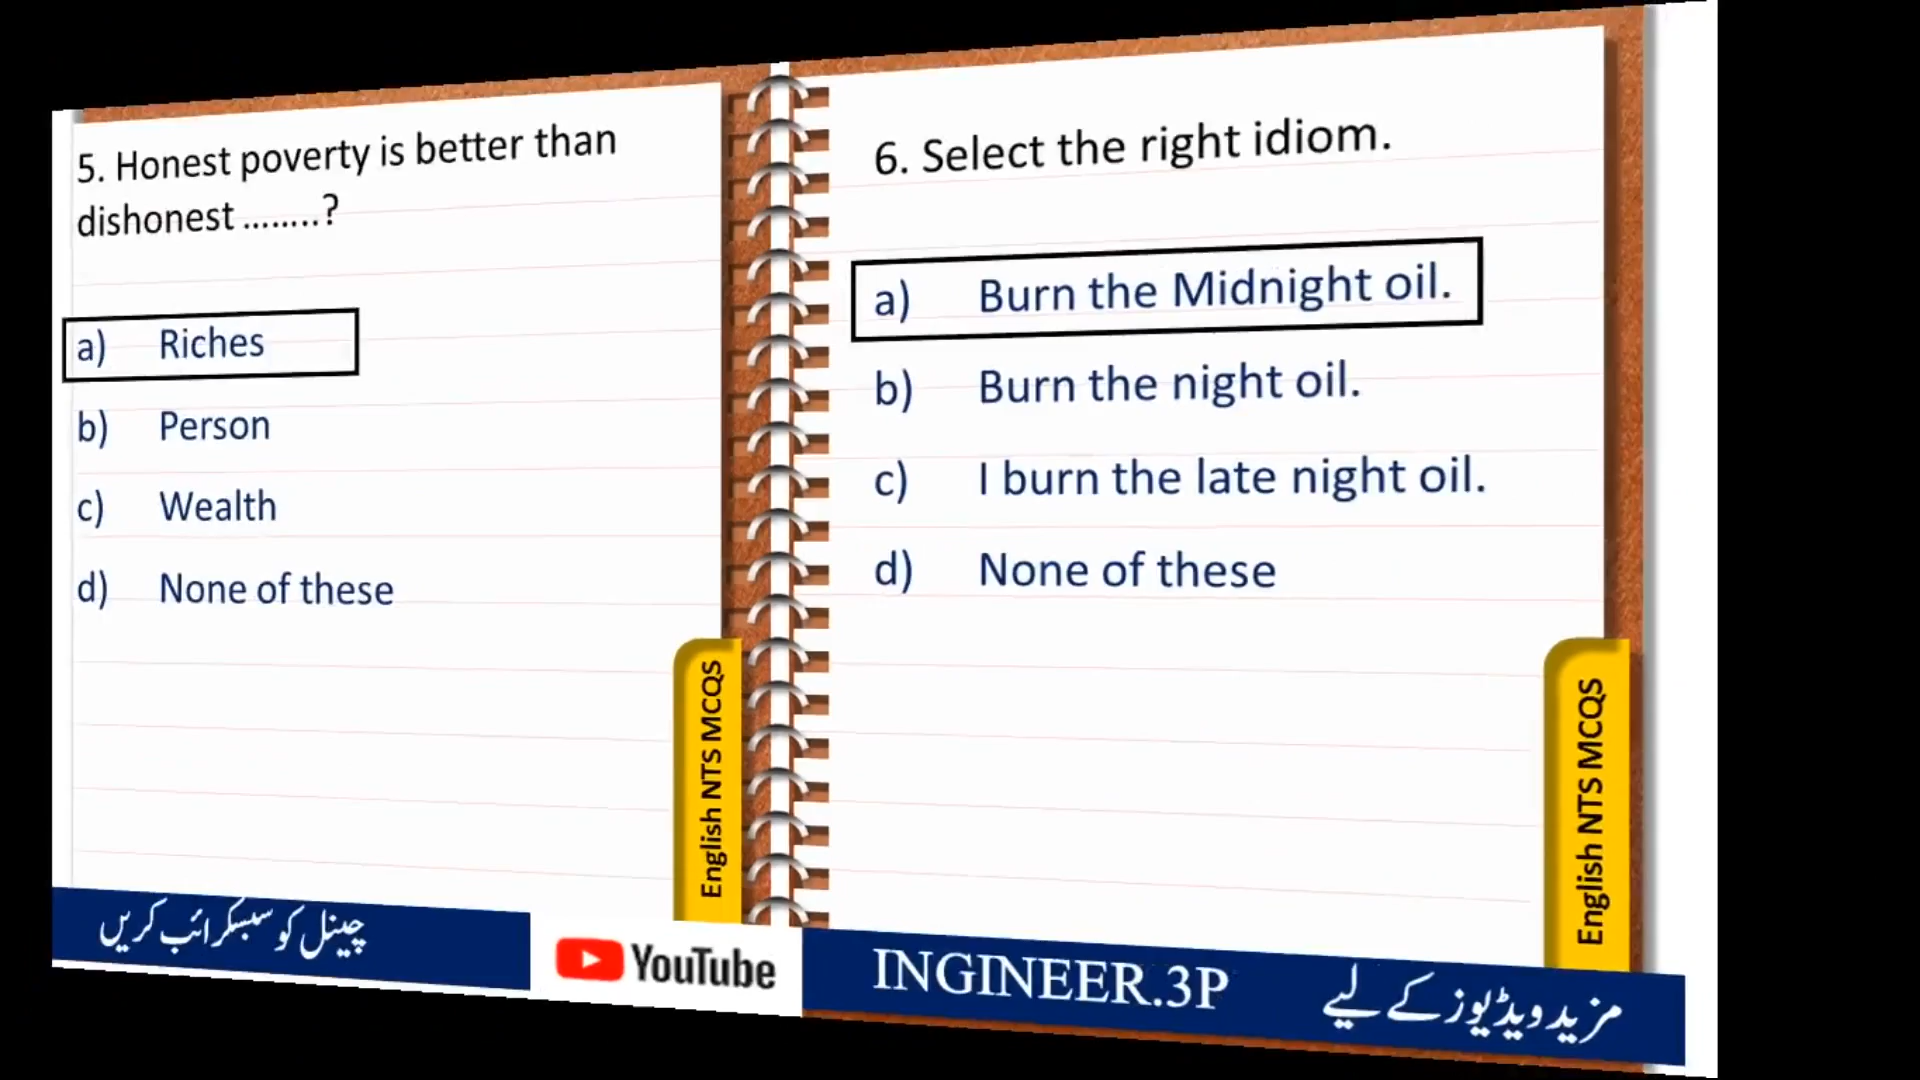 5. Honest poverty is better than
dishonest ........?
a) Riches
b) Person
c) Wealth
d) None of these
English NTS MCQS
6. Select the right idiom.
a) Burn the Midnight oil.
b) Burn the night oil.
c) I burn the late night oil.
d) None of these
English NTS MCQS
چینل کو سبسکرائب کریں
YouTube
INGINEER.3P
مزید ویڈیوز کے لیے